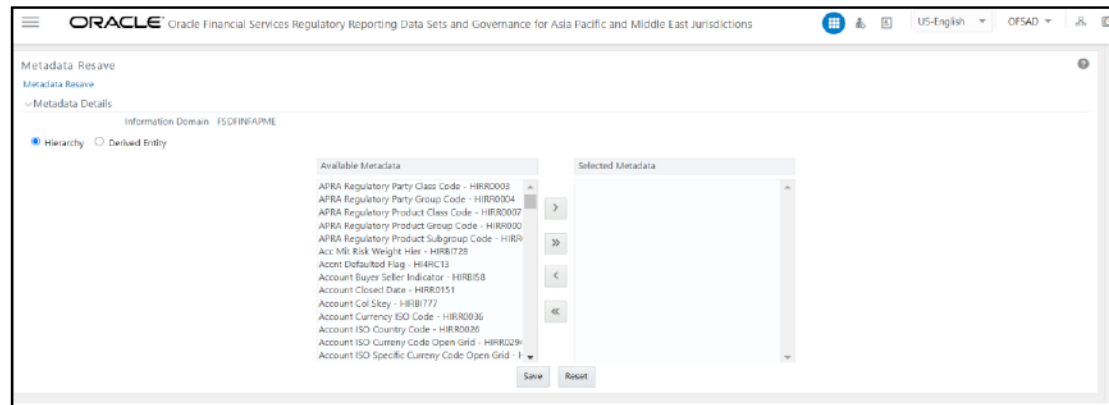 ORACLE® Oracle Financial Services Regulatory Reporting Data Sets and Governance for Asia Pacific and Middle East Jurisdictions US-English OFSAD
Metadata Resave
Metadata Resave
Metadata Details
Information Domain FSDFINFAPME
Hierarchy Derived Entity
Available Metadata Selected Metadata
APRA Regulatory Party Class Code - HIRR0003
APRA Regulatory Party Group Code - HIRR0004
APRA Regulatory Product Class Code - HIRR0007
APRA Regulatory Product Group Code - HIRR000
APRA Regulatory Product Subgroup Code - HIRR
Acc Mit Risk Weight Hier - HIRBI728
Accnt Defaulted Flag - HI4RC13
Account Buyer Seller Indicator - HIRBI58
Account Closed Date - HIRR0151
Account Col Skey - HIRBI777
Account Currency ISO Code - HIRR0036
Account ISO Country Code - HIRR0026
Account ISO Curreny Code Open Grid - HIRR029
Account ISO Specific Curreny Code Open Grid -
Save Reset